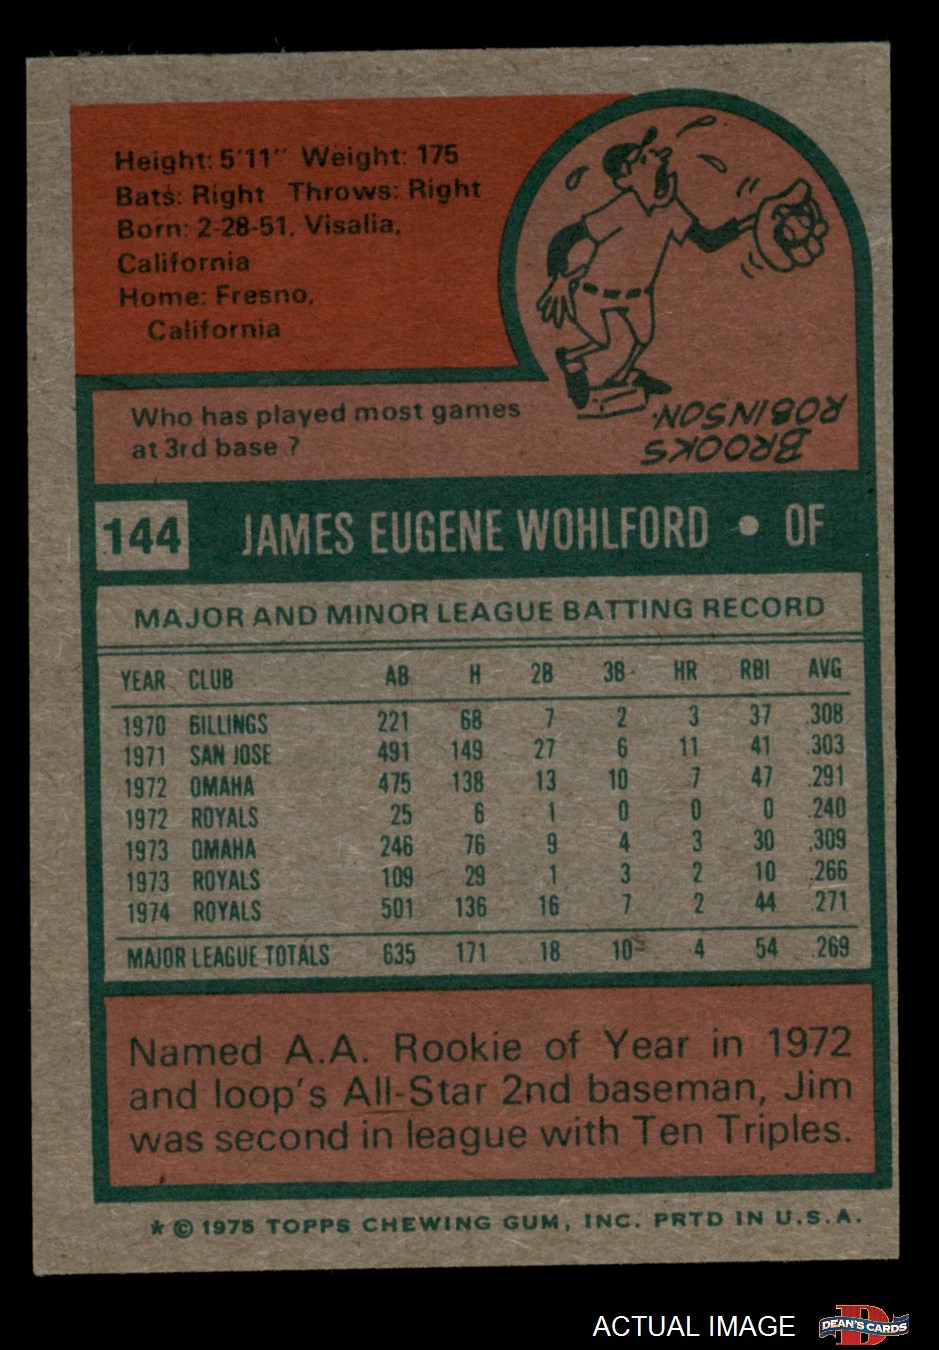 Height: 5'11" Weight: 175
Bats: Right Throws: Right
Born: 2-28-51, Visalia,
California
Home: Fresno,
California
Who has played most games
at 3rd base ?
BROOKS
ROBINSON.
144 JAMES EUGENE WOHLFORD • OF
MAJOR AND MINOR LEAGUE BATTING RECORD
YEAR CLUB AB H 2B 3B HR RBI AVG
1970 BILLINGS 221 68 7 2 3 37 .308
1971 SAN JOSE 491 149 27 6 11 41 .303
1972 OMAHA 475 138 13 10 7 47 .291
1972 ROYALS 25 6 1 0 0 0 .240
1973 OMAHA 246 76 9 4 3 30 .309
1973 ROYALS 109 29 1 3 2 10 .266
1974 ROYALS 501 136 16 7 2 44 .271
MAJOR LEAGUE TOTALS 635 171 18 10 4 54 .269
Named A.A. Rookie of Year in 1972
and loop's All-Star 2nd baseman, Jim
was second in league with Ten Triples.
* © 1975 TOPPS CHEWING GUM, INC. PRTD IN U.S.A.
ACTUAL IMAGE
DEAN'S CARDS